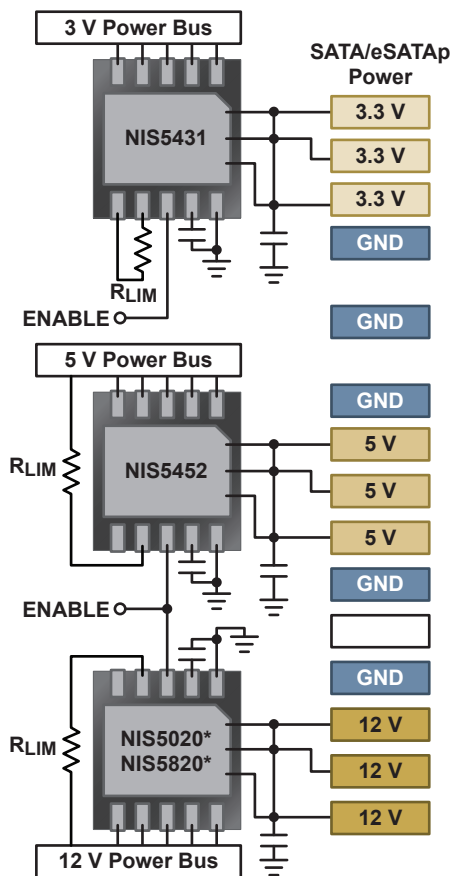 3 V Power Bus
SATA/eSATAp
Power
NIS5431
3.3 V
3.3 V
3.3 V
GND
RLIM
ENABLE
GND
5 V Power Bus
GND
RLIM
NIS5452
5 V
5 V
5 V
GND
ENABLE
GND
RLIM
NIS5020*
NIS5820*
12 V
12 V
12 V
12 V Power Bus